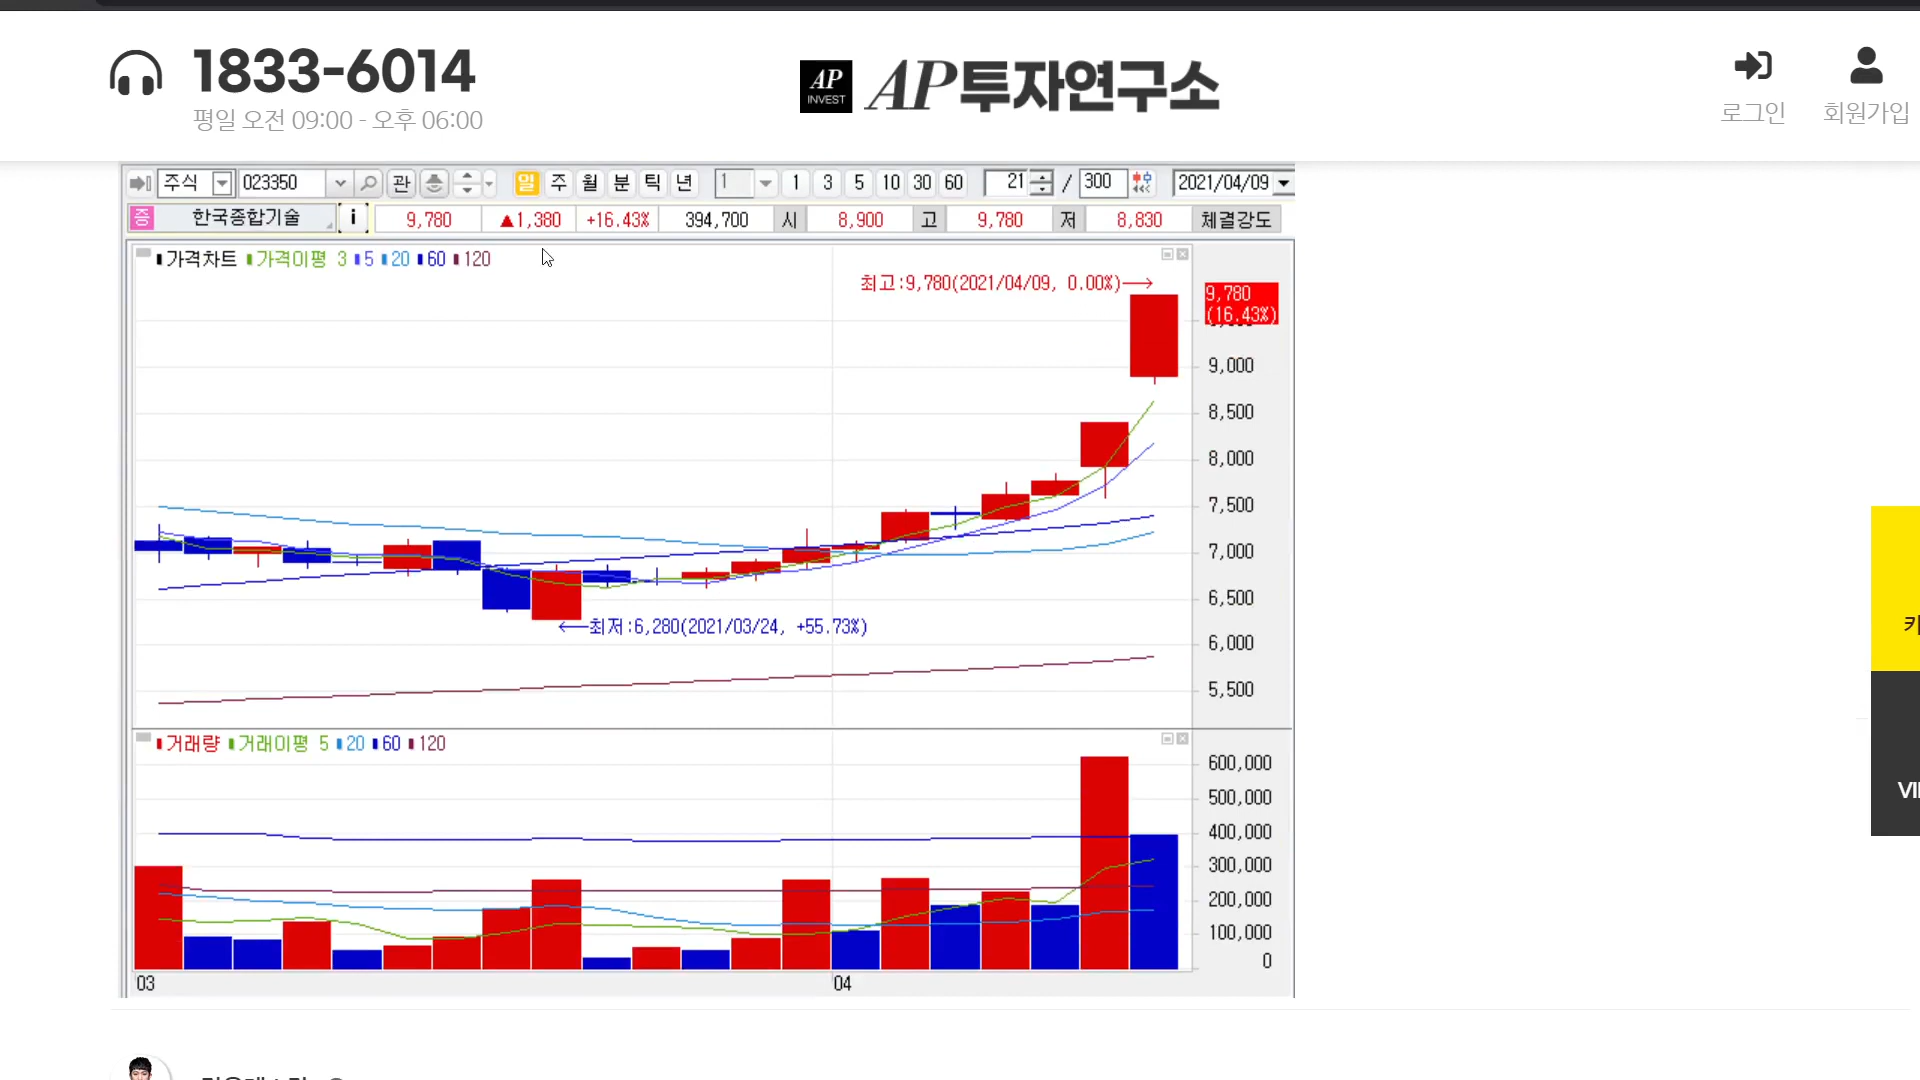 1833-6014
평일 오전 09:00 - 오후 06:00
AP
INVEST
AP투자연구소
로그인
회원가입
주식 023350 관 일 주 월 분 틱 년 1 1 3 5 10 30 60 21 / 300 2021/04/09
증 한국종합기술 i 9,780 ▲1,380 +16.43% 394,700 시 8,900 고 9,780 저 8,830 체결강도
가격차트 가격이평 3 5 20 60 120
최고:9,780(2021/04/09, 0.00%)
9,780
(16.43%)
9,000
8,500
8,000
7,500
7,000
6,500
최저:6,280(2021/03/24, +55.73%)
6,000
5,500
거래량 거래이평 5 20 60 120
600,000
500,000
400,000
300,000
200,000
100,000
0
03 04